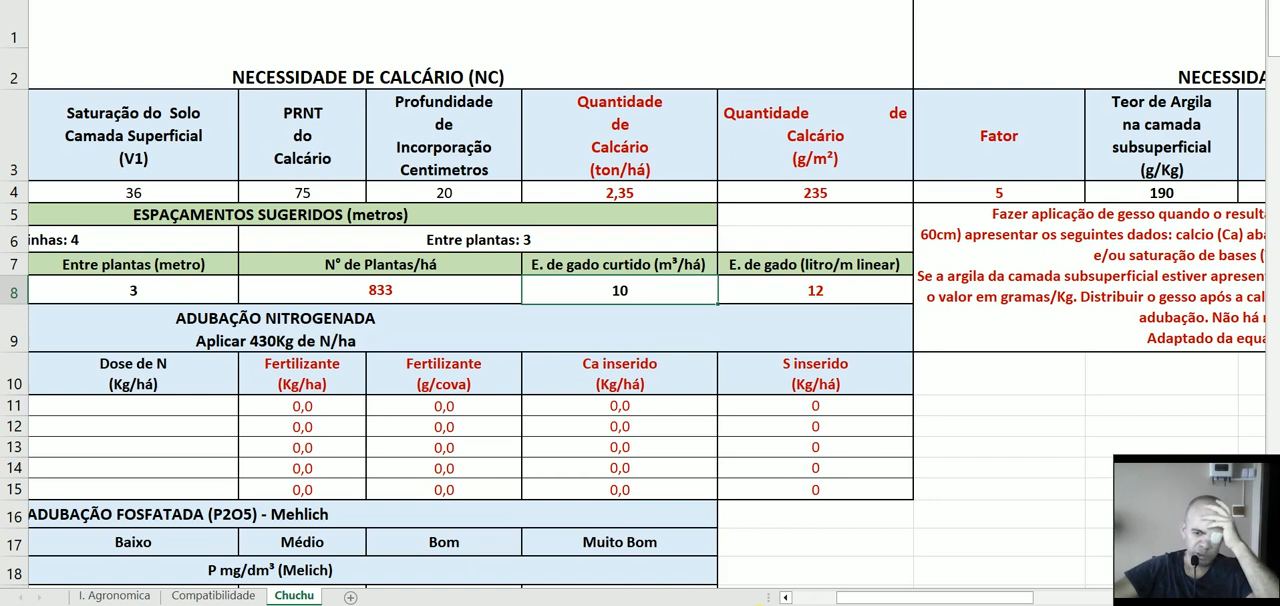 1
2 NECESSIDADE DE CALCÁRIO (NC) NECESSIDA
3 Saturação do Solo Camada Superficial (V1) PRNT do Calcário Profundidade de Incorporação Centimetros Quantidade de Calcário (ton/há) Quantidade de Calcário (g/m²) Fator Teor de Argila na camada subsuperficial (g/Kg)
4 36 75 20 2,35 235 5 190
5 ESPAÇAMENTOS SUGERIDOS (metros) Fazer aplicação de gesso quando o result
6 inhas: 4 Entre plantas: 3 60cm) apresentar os seguintes dados: calcio (Ca) aba
e/ou saturação de bases (
7 Entre plantas (metro) N° de Plantas/há E. de gado curtido (m³/há) E. de gado (litro/m linear)
Se a argila da camada subsuperficial estiver apresen
8 3 833 10 12 o valor em gramas/Kg. Distribuir o gesso após a cal
9 ADUBAÇÃO NITROGENADA adubação. Não há
Aplicar 430Kg de N/ha Adaptado da equa
10 Dose de N (Kg/há) Fertilizante (Kg/ha) Fertilizante (g/cova) Ca inserido (Kg/há) S inserido (Kg/há)
11 0,0 0,0 0,0 0
12 0,0 0,0 0,0 0
13 0,0 0,0 0,0 0
14 0,0 0,0 0,0 0
15 0,0 0,0 0,0 0
16 ADUBAÇÃO FOSFATADA (P2O5) - Mehlich
17 Baixo Médio Bom Muito Bom
18 P mg/dm³ (Melich)
I. Agronomica Compatibilidade Chuchu